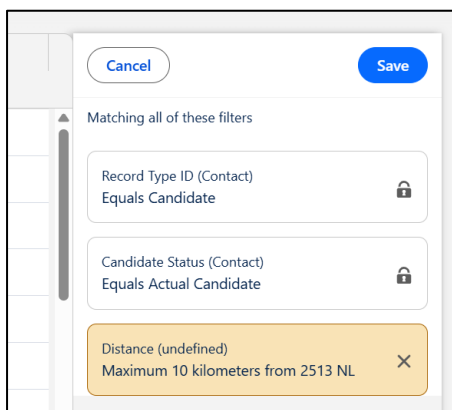 Cancel
Save
Matching all of these filters
Record Type ID (Contact)
Equals Candidate
Candidate Status (Contact)
Equals Actual Candidate
Distance (undefined)
Maximum 10 kilometers from 2513 NL